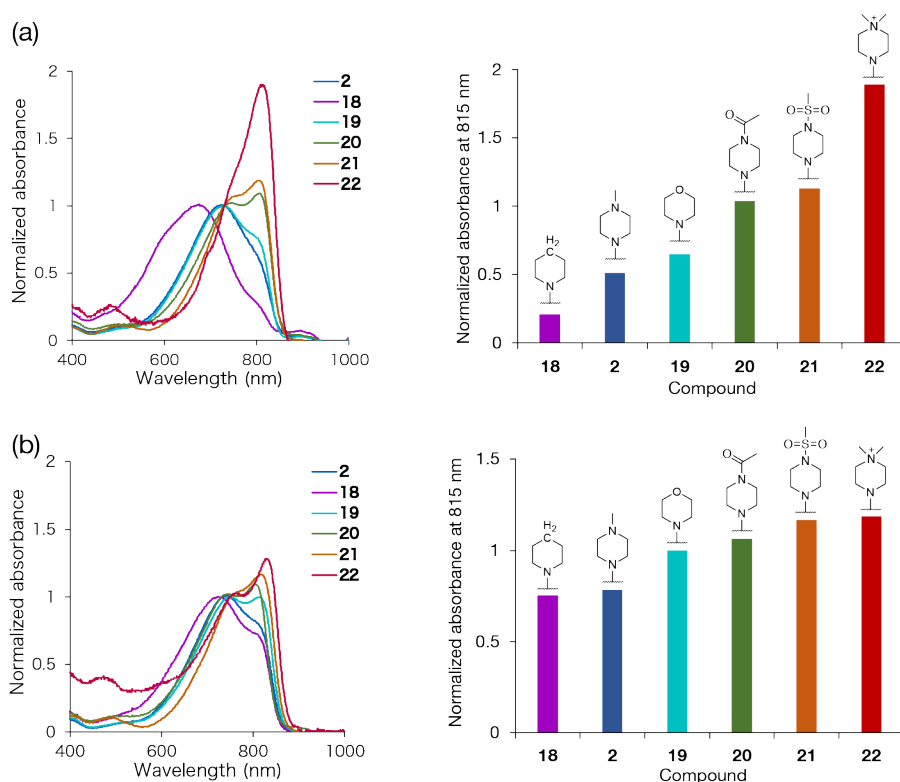 (a)
Normalized absorbance
2
1.5
1
0.5
0
400
600
800
1000
Wavelength (nm)
2
18
19
20
21
22
Normalized absorbance at 815 nm
2
1.5
1
0.5
0
H2
C
N
N
N
O
N
O
N
N
O=S=O
N
N
N+
N
18
2
19
20
21
22
Compound
(b)
Normalized absorbance
2
1.5
1
0.5
0
400
600
800
1000
Wavelength (nm)
2
18
19
20
21
22
Normalized absorbance at 815 nm
1.5
1
0.5
0
H2
C
N
N
N
O
N
O
N
N
O=S=O
N
N
N+
N
18
2
19
20
21
22
Compound